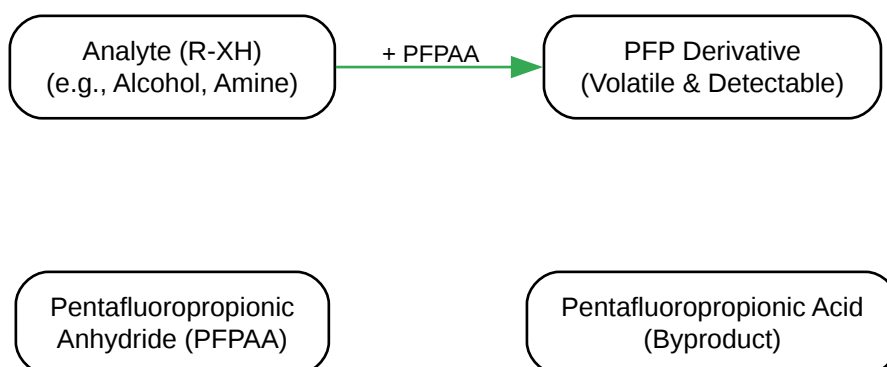 Analyte (R-XH)
(e.g., Alcohol, Amine)
+ PFPAA
PFP Derivative
(Volatile & Detectable)
Pentafluoropropionic
Anhydride (PFPAA)
Pentafluoropropionic Acid
(Byproduct)